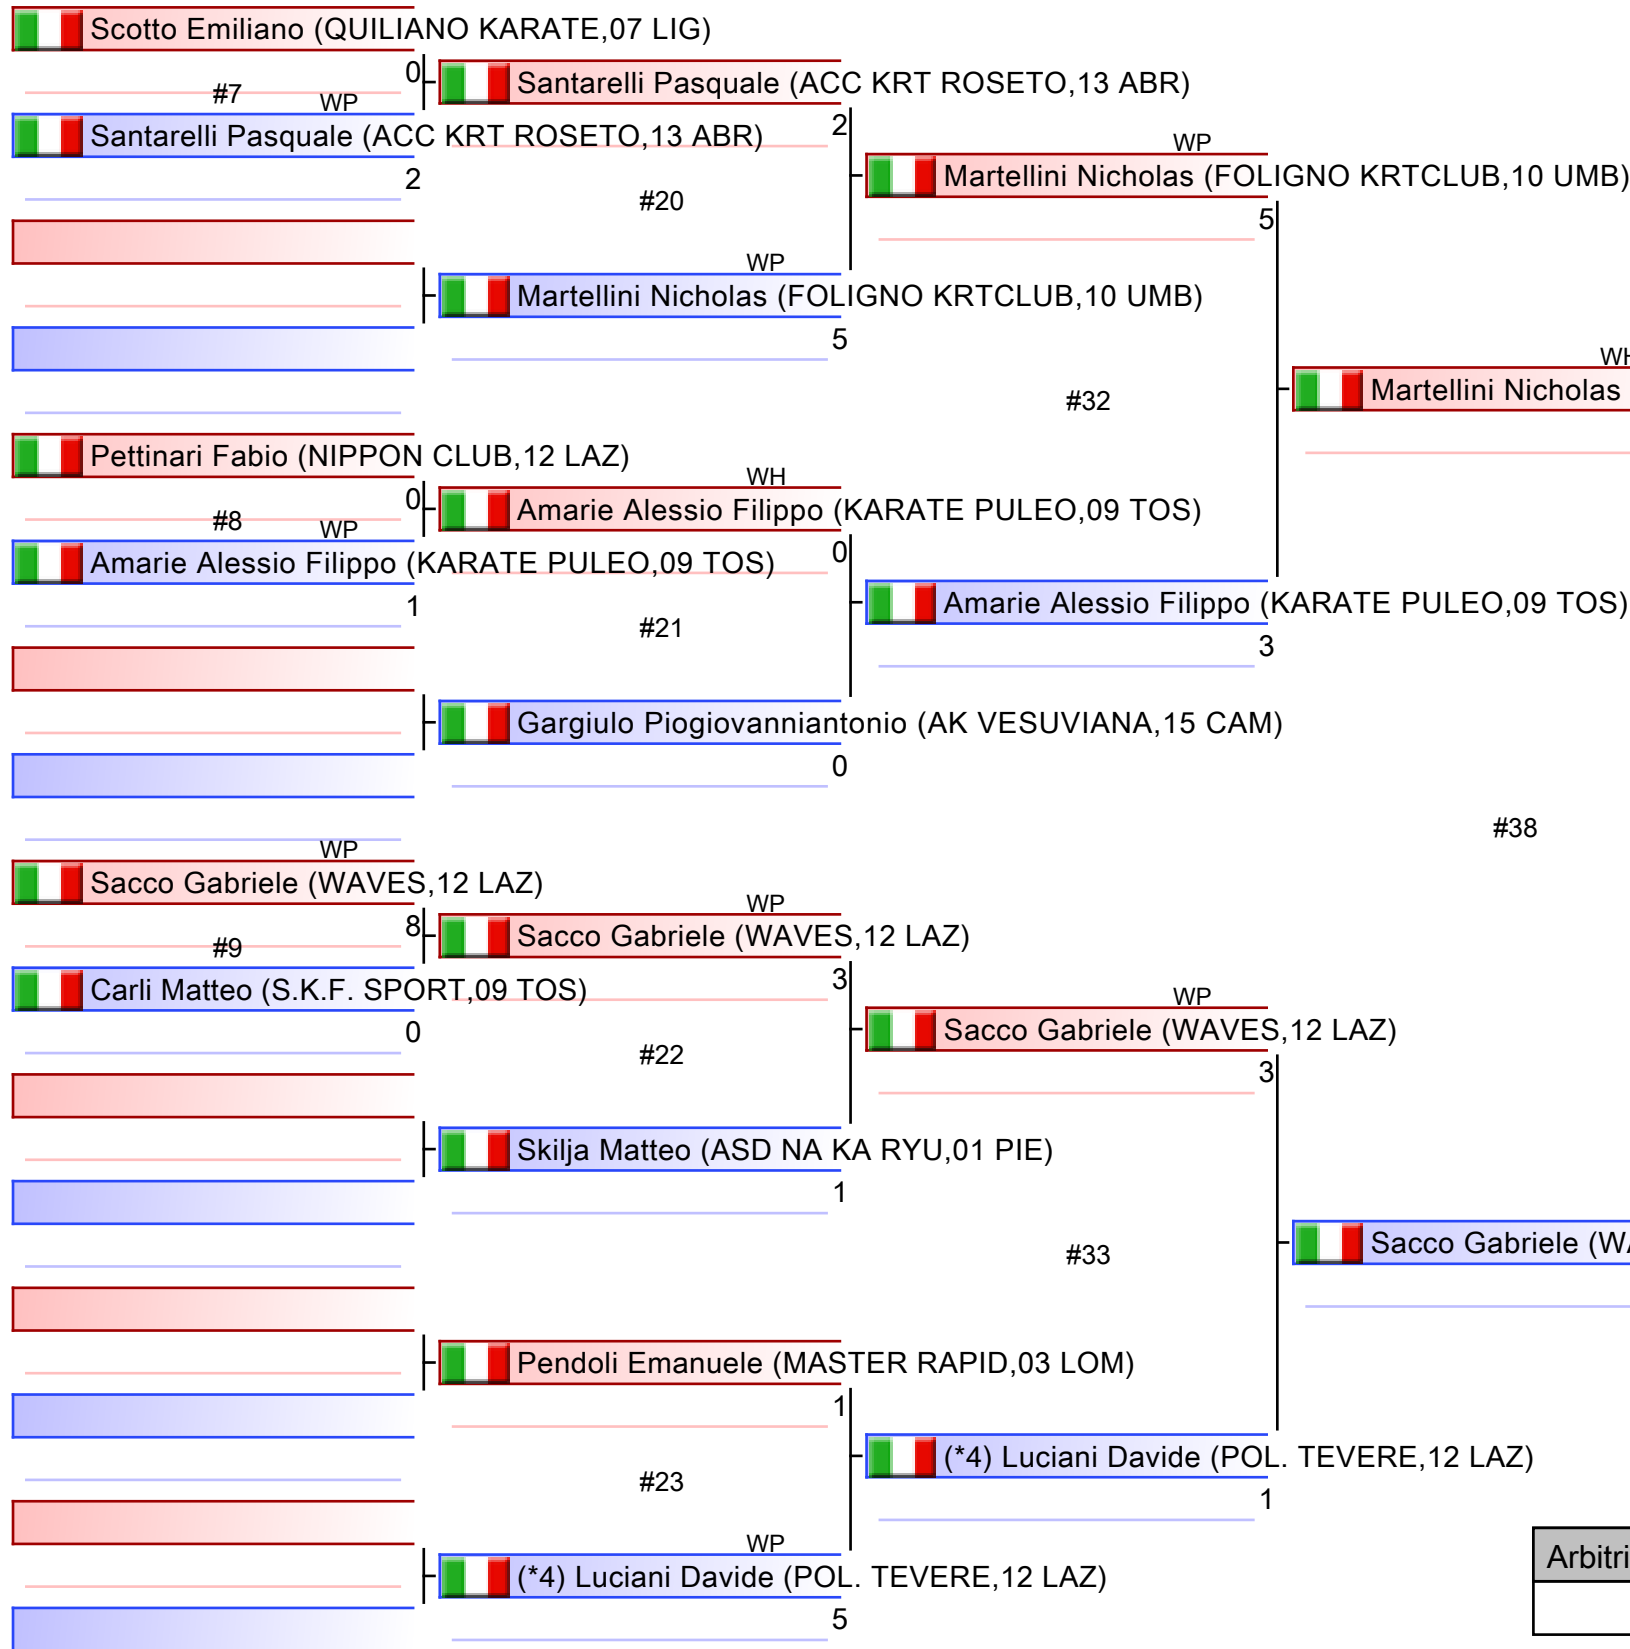 Scotto Emiliano (QUILIANO KARATE,07 LIG)
0
#7
WP
Santarelli Pasquale (ACC KRT ROSETO,13 ABR)
2
Pettinari Fabio (NIPPON CLUB,12 LAZ)
0
#8
WP
Amarie Alessio Filippo (KARATE PULEO,09 TOS)
1
WP
Sacco Gabriele (WAVES,12 LAZ)
8
#9
Carli Matteo (S.K.F. SPORT,09 TOS)
0
Santarelli Pasquale (ACC KRT ROSETO,13 ABR)
2
#20
WP
Martellini Nicholas (FOLIGNO KRTCLUB,10 UMB)
5
WH
Amarie Alessio Filippo (KARATE PULEO,09 TOS)
0
#21
Gargiulo Piogiovanniantonio (AK VESUVIANA,15 CAM)
0
WP
Sacco Gabriele (WAVES,12 LAZ)
3
#22
Skilja Matteo (ASD NA KA RYU,01 PIE)
1
Pendoli Emanuele (MASTER RAPID,03 LOM)
1
#23
WP
(*4) Luciani Davide (POL. TEVERE,12 LAZ)
5
WP
Martellini Nicholas (FOLIGNO KRTCLUB,10 UMB)
5
#32
Amarie Alessio Filippo (KARATE PULEO,09 TOS)
3
WP
Sacco Gabriele (WAVES,12 LAZ)
3
#33
(*4) Luciani Davide (POL. TEVERE,12 LAZ)
1
WH
Martellini Nicholas
#38
Sacco Gabriele (WA
Arbitri